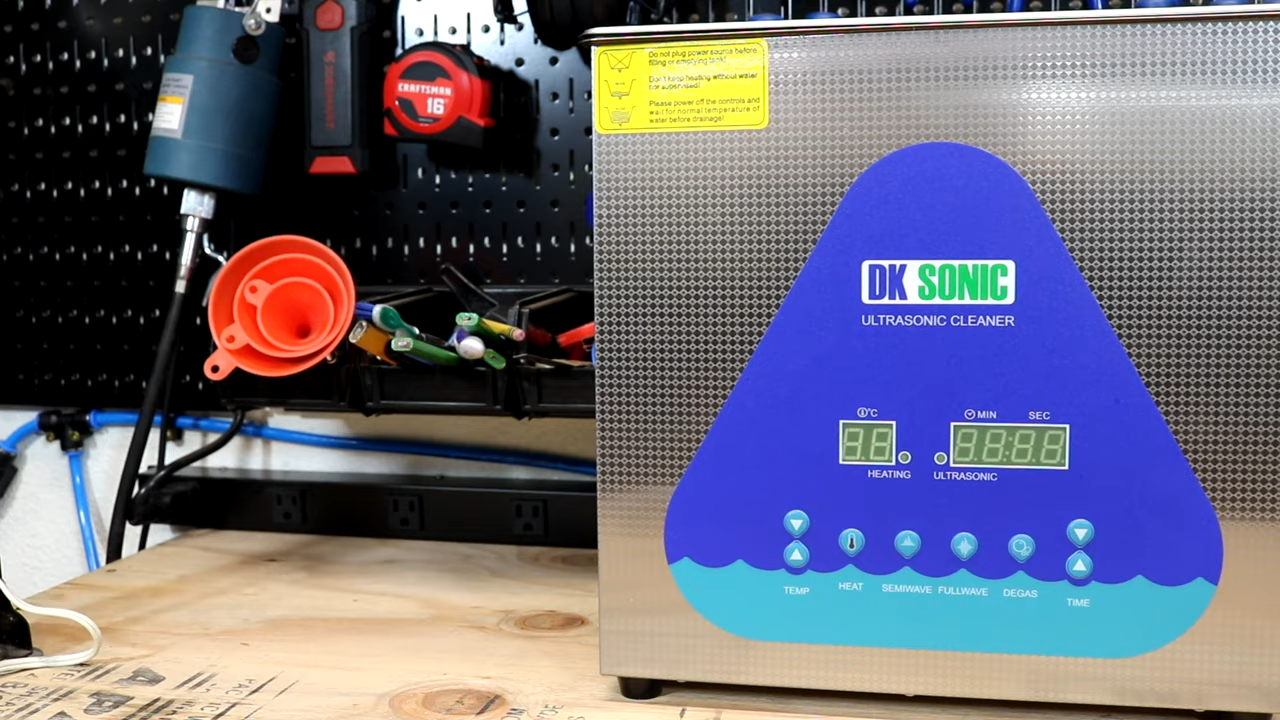 CRAFTSMAN
16'
Do not plug power source before
filling or emptying tank!
Don't keep heating without water
or supervised!
Please power off the controls and
wait for normal temperature of
water before drainage!
DK SONIC
ULTRASONIC CLEANER
°C
MIN SEC
HEATING ULTRASONIC
TEMP HEAT SEMIWAVE FULLWAVE DEGAS TIME